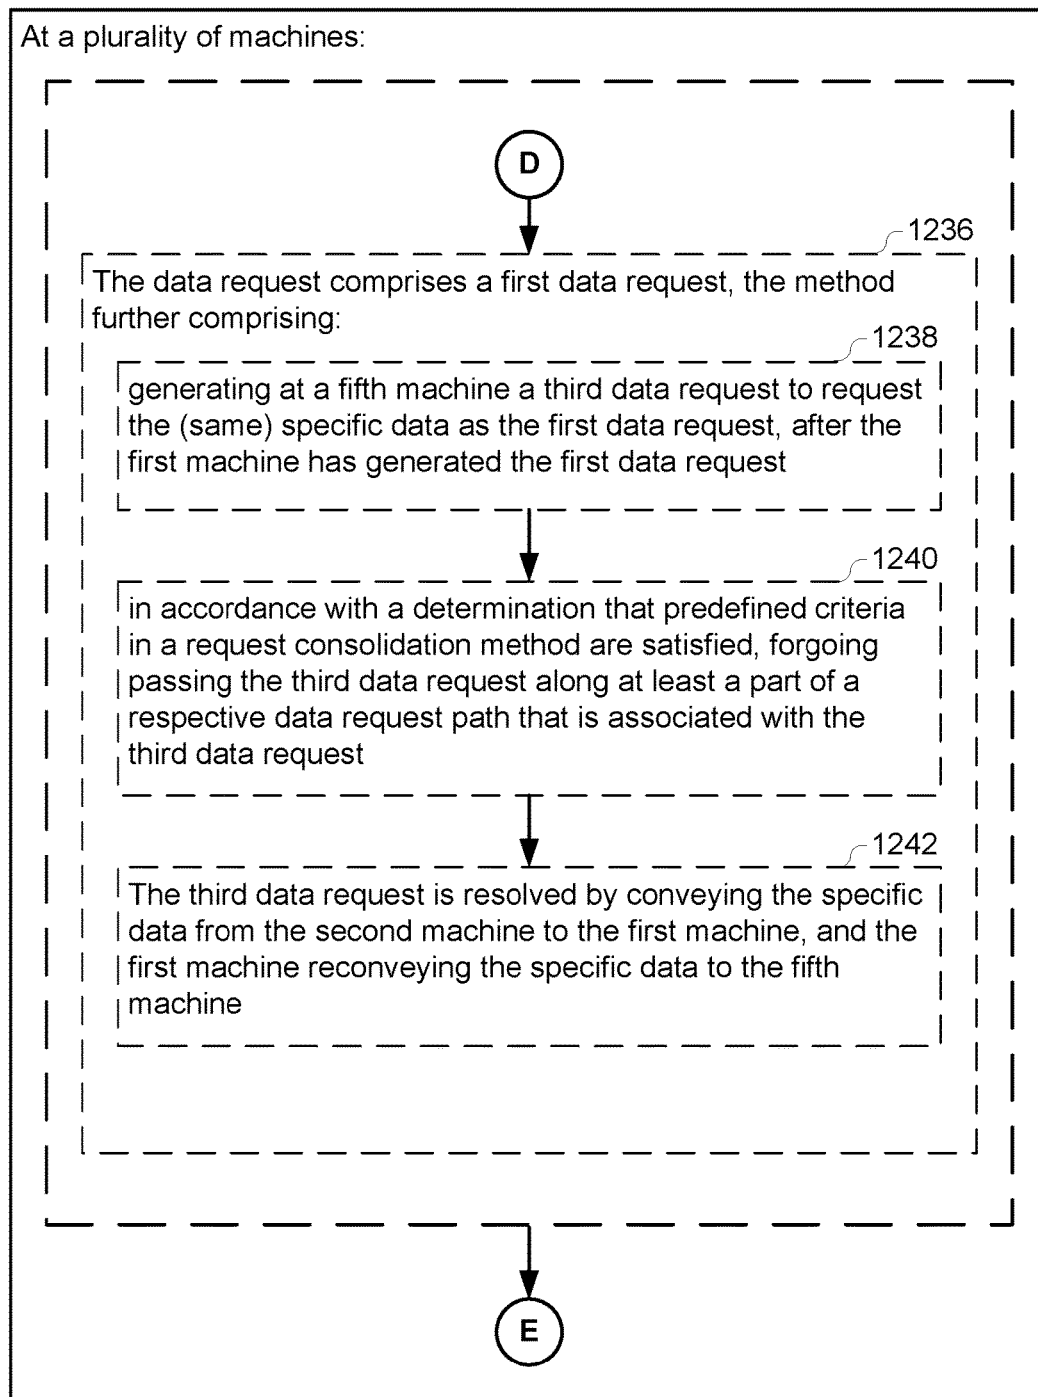 At a plurality of machines:
D
1236
The data request comprises a first data request, the method
further comprising:
1238
generating at a fifth machine a third data request to request
the (same) specific data as the first data request, after the
first machine has generated the first data request
1240
in accordance with a determination that predefined criteria
in a request consolidation method are satisfied, forgoing
passing the third data request along at least a part of a
respective data request path that is associated with the
third data request
1242
The third data request is resolved by conveying the specific
data from the second machine to the first machine, and the
first machine reconveying the specific data to the fifth
machine
E